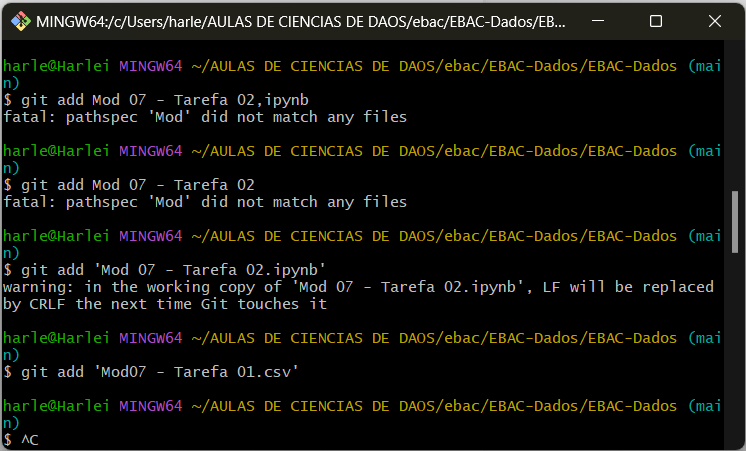 MINGW64:/c/Users/harle/AULAS DE CIENCIAS DE DAOS/ebac/EBAC-Dados/EB...
harle@Harlei MINGW64 ~/AULAS DE CIENCIAS DE DAOS/ebac/EBAC-Dados/EBAC-Dados (mai
n)
$ git add Mod 07 - Tarefa 02,ipynb
fatal: pathspec 'Mod' did not match any files
harle@Harlei MINGW64 ~/AULAS DE CIENCIAS DE DAOS/ebac/EBAC-Dados/EBAC-Dados (mai
n)
$ git add Mod 07 - Tarefa 02
fatal: pathspec 'Mod' did not match any files
harle@Harlei MINGW64 ~/AULAS DE CIENCIAS DE DAOS/ebac/EBAC-Dados/EBAC-Dados (mai
n)
$ git add 'Mod 07 - Tarefa 02.ipynb'
warning: in the working copy of 'Mod 07 - Tarefa 02.ipynb', LF will be replaced
by CRLF the next time Git touches it
harle@Harlei MINGW64 ~/AULAS DE CIENCIAS DE DAOS/ebac/EBAC-Dados/EBAC-Dados (mai
n)
$ git add 'Mod07 - Tarefa 01.csv'
harle@Harlei MINGW64 ~/AULAS DE CIENCIAS DE DAOS/ebac/EBAC-Dados/EBAC-Dados (mai
n)
$ ^C